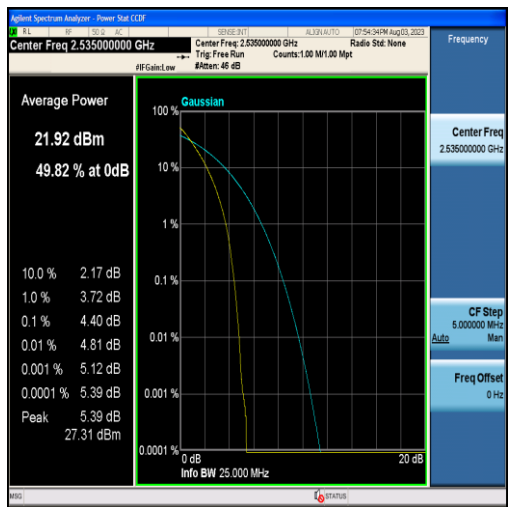 Agilent Spectrum Analyzer - Power Stat CCDF
RL RF 50 Ω AC SENSE:INT ALIGN AUTO 07:54:34 PM Aug 03, 2023
Center Freq 2.535000000 GHz
Center Freq: 2.535000000 GHz Radio Std: None
Trig: Free Run Counts:1.00 M/1.00 Mpt
#IFGain:Low #Atten: 46 dB
Frequency
Average Power
21.92 dBm
49.82 % at 0dB
10.0 % 2.17 dB
1.0 % 3.72 dB
0.1 % 4.40 dB
0.01 % 4.81 dB
0.001 % 5.12 dB
0.0001 % 5.39 dB
Peak 5.39 dB
27.31 dBm
Gaussian
100 %
10 %
1 %
0.1 %
0.01 %
0.001 %
0.0001 %
0 dB 20 dB
Info BW 25.000 MHz
Center Freq
2.535000000 GHz
CF Step
5.000000 MHz
Auto Man
Freq Offset
0 Hz
MSG STATUS